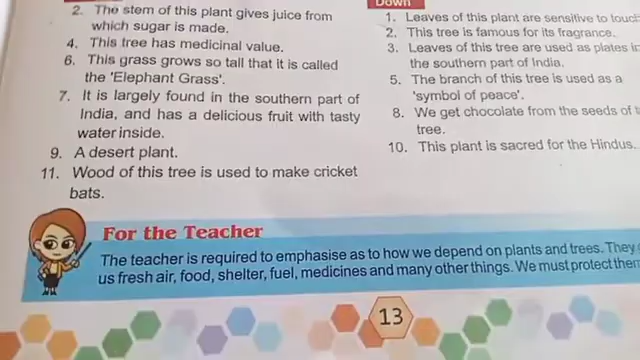 2. The stem of this plant gives juice from
which sugar is made.
4. This tree has medicinal value.
6. This grass grows so tall that it is called
the 'Elephant Grass'.
7. It is largely found in the southern part of
India, and has a delicious fruit with tasty
water inside.
9. A desert plant.
11. Wood of this tree is used to make cricket
bats.
Down
1. Leaves of this plant are sensitive to touch
2. This tree is famous for its fragrance.
3. Leaves of this tree are used as plates in
the southern part of India.
5. The branch of this tree is used as a
'symbol of peace'.
8. We get chocolate from the seeds of
tree.
10. This plant is sacred for the Hindus.
For the Teacher
The teacher is required to emphasise as to how we depend on plants and trees. They
us fresh air, food, shelter, fuel, medicines and many other things. We must protect them
13